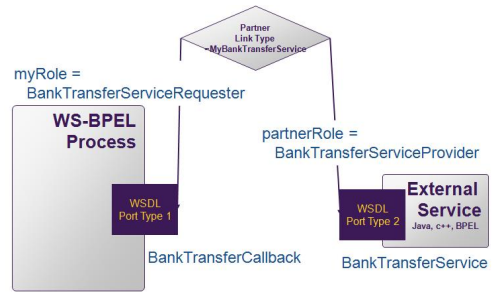 Partner
Link Type
~MyBankTransferService
myRole =
BankTransferServiceRequester
WS-BPEL
Process
partnerRole =
BankTransferServiceProvider
WSDL
Port Type 1
WSDL
Port Type 2
External
Service
Java, c++, BPEL
BankTransferCallback
BankTransferService